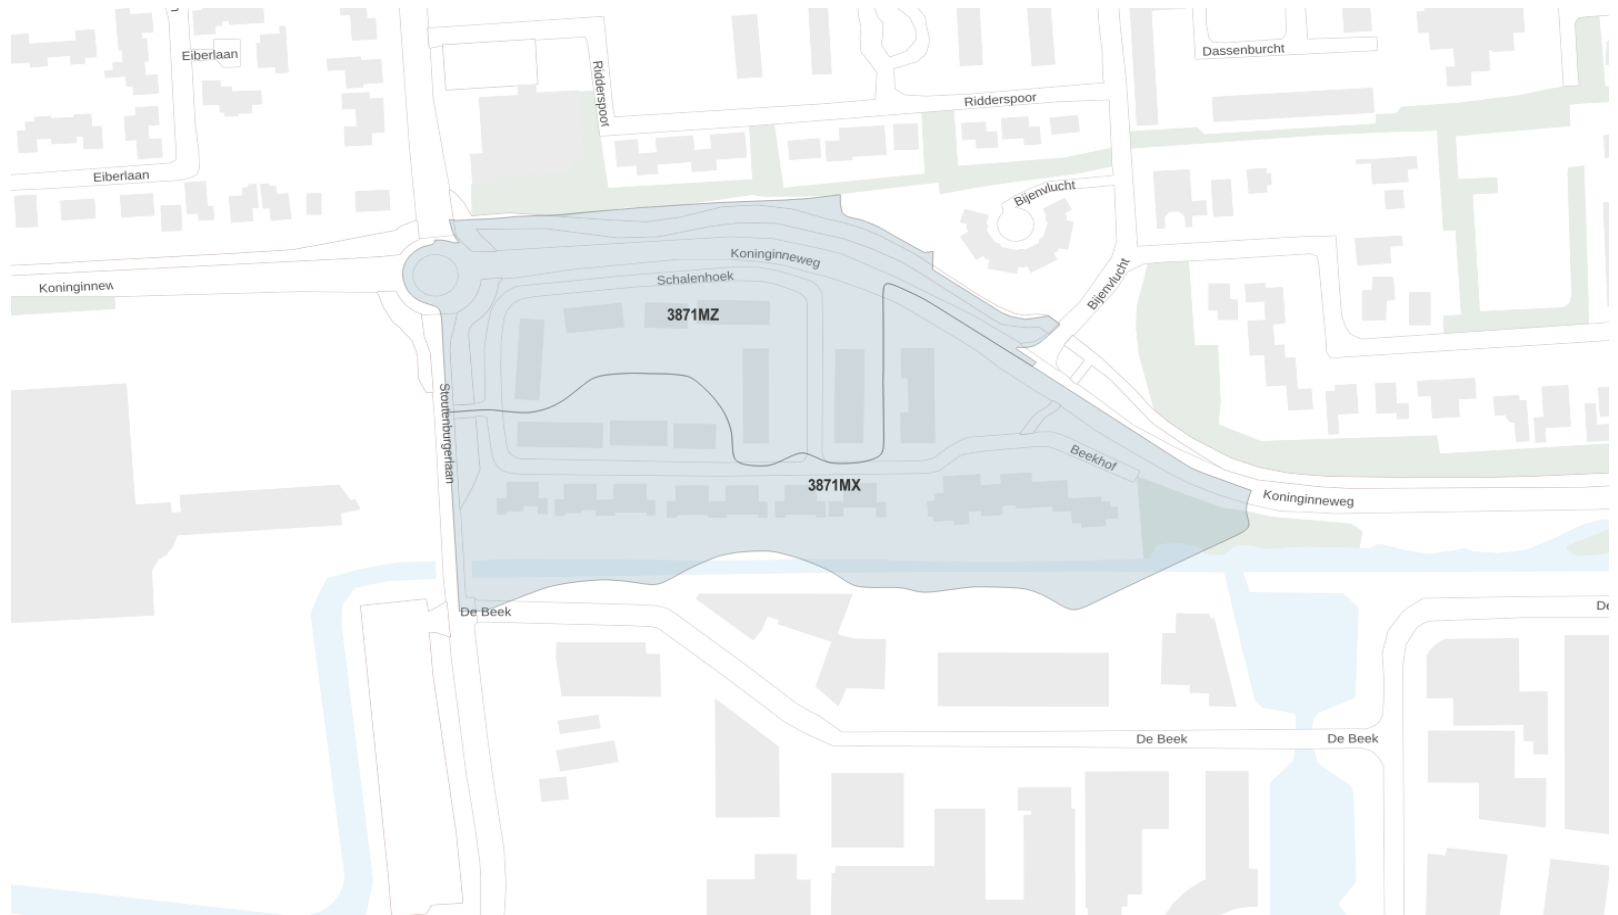 Eiberlaan
Dassenburcht
Ridderspoor
Ridderspoor
Eiberlaan
Bijenvlucht
Koninginneweg
Schalenhoek
Bijenvlucht
Koninginnew
3871MZ
Stoutenburgerlaan
Beekhof
3871MX
Koninginneweg
De Beek
De
De Beek
De Beek